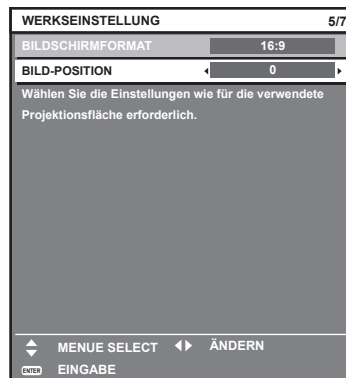 WERKSEINSTELLUNG 5/7
BILDSCHIRMFORMAT 16:9
BILD-POSITION 0
Wählen Sie die Einstellungen wie für die verwendete
Projektionsfläche erforderlich.
MENUE SELECT ÄNDERN
ENTER EINGABE